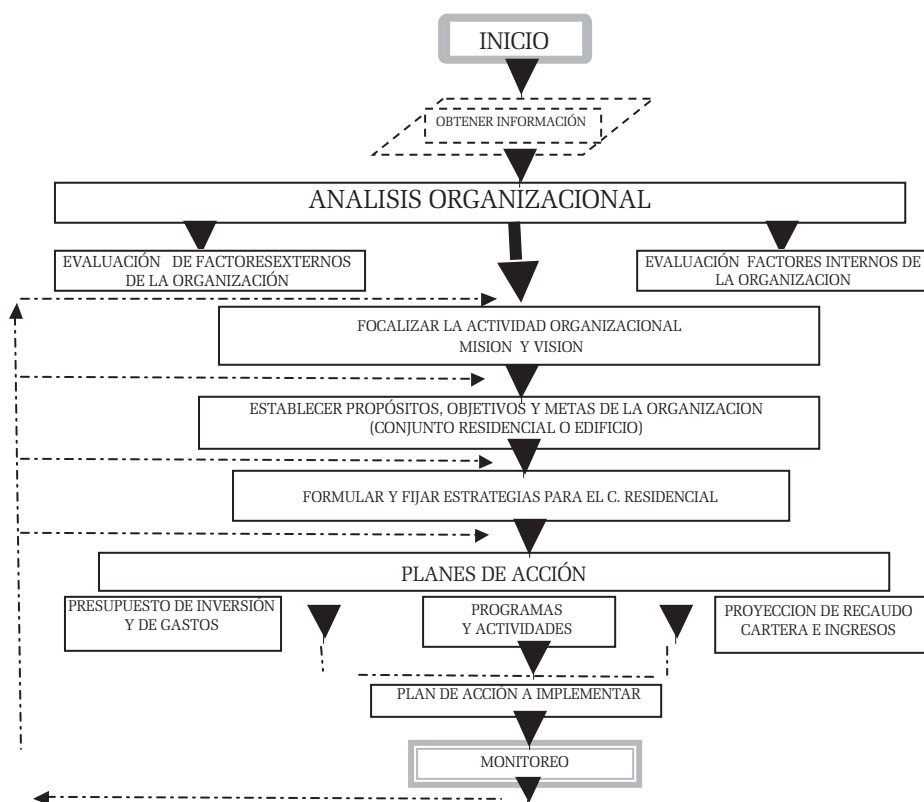 INICIO
OBTENER INFORMACIÓN
ANALISIS ORGANIZACIONAL
EVALUACIÓN DE FACTORESEXTERNOS
DE LA ORGANIZACIÓN
EVALUACIÓN FACTORES INTERNOS DE
LA ORGANIZACION
FOCALIZAR LA ACTIVIDAD ORGANIZACIONAL
MISION Y VISION
ESTABLECER PROPÓSITOS, OBJETIVOS Y METAS DE LA ORGANIZACION
(CONJUNTO RESIDENCIAL O EDIFICIO)
FORMULAR Y FIJAR ESTRATEGIAS PARA EL C. RESIDENCIAL
PLANES DE ACCIÓN
PRESUPUESTO DE INVERSIÓN
Y DE GASTOS
PROGRAMAS
Y ACTIVIDADES
PROYECCION DE RECAUDO
CARTERA E INGRESOS
PLAN DE ACCIÓN A IMPLEMENTAR
MONITOREO